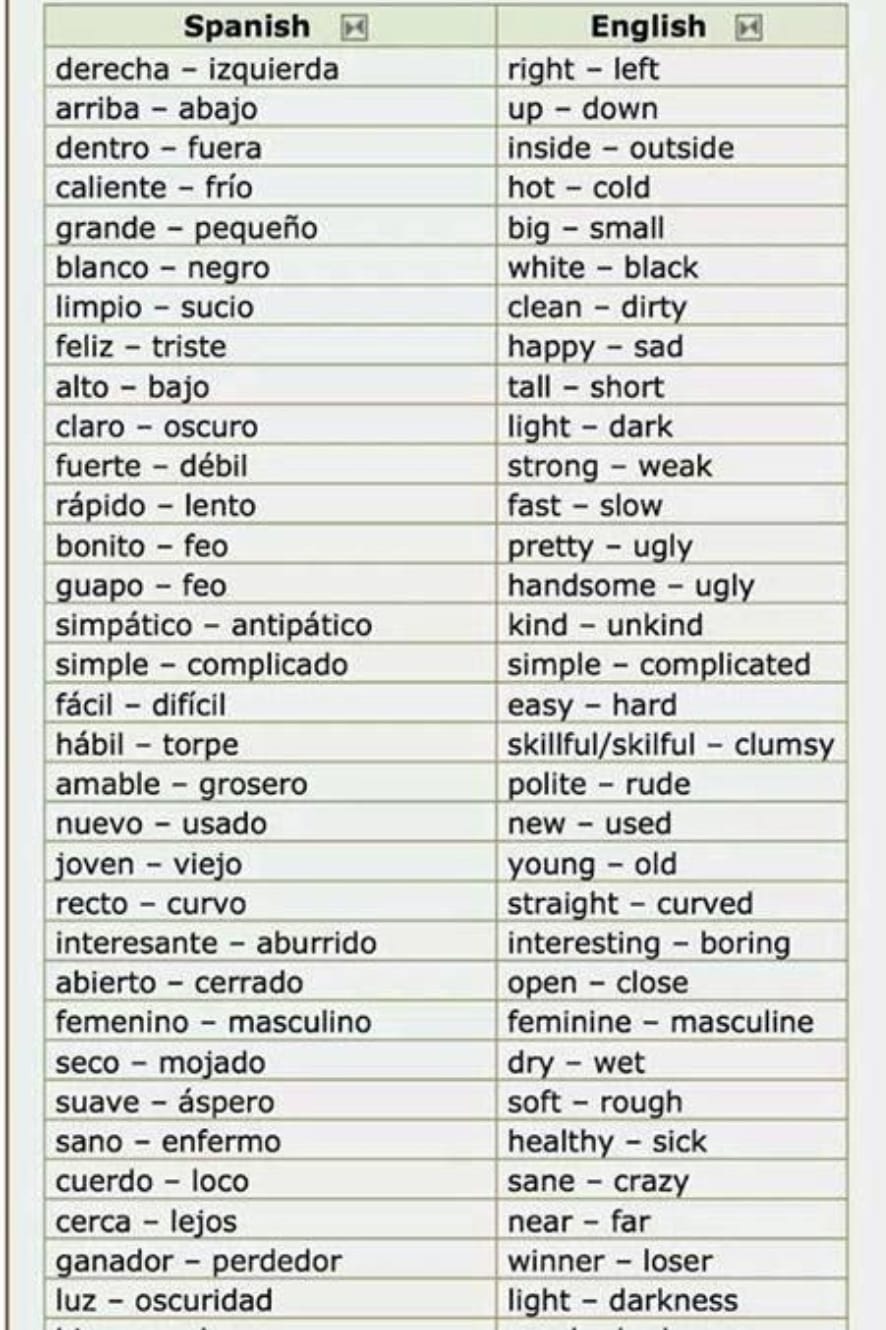 Spanish English
derecha – izquierda right – left
arriba – abajo up – down
dentro – fuera inside – outside
caliente – frío hot – cold
grande – pequeño big – small
blanco – negro white – black
limpio – sucio clean – dirty
feliz – triste happy – sad
alto – bajo tall – short
claro – oscuro light – dark
fuerte – débil strong – weak
rápido – lento fast – slow
bonito – feo pretty – ugly
guapo – feo handsome – ugly
simpático – antipático kind – unkind
simple – complicado simple – complicated
fácil – difícil easy – hard
hábil – torpe skillful/skilful – clumsy
amable – grosero polite – rude
nuevo – usado new – used
joven – viejo young – old
recto – curvo straight – curved
interesante – aburrido interesting – boring
abierto – cerrado open – close
femenino – masculino feminine – masculine
seco – mojado dry – wet
suave – áspero soft – rough
sano – enfermo healthy – sick
cuerdo – loco sane – crazy
cerca – lejos near – far
ganador – perdedor winner – loser
luz – oscuridad light – darkness